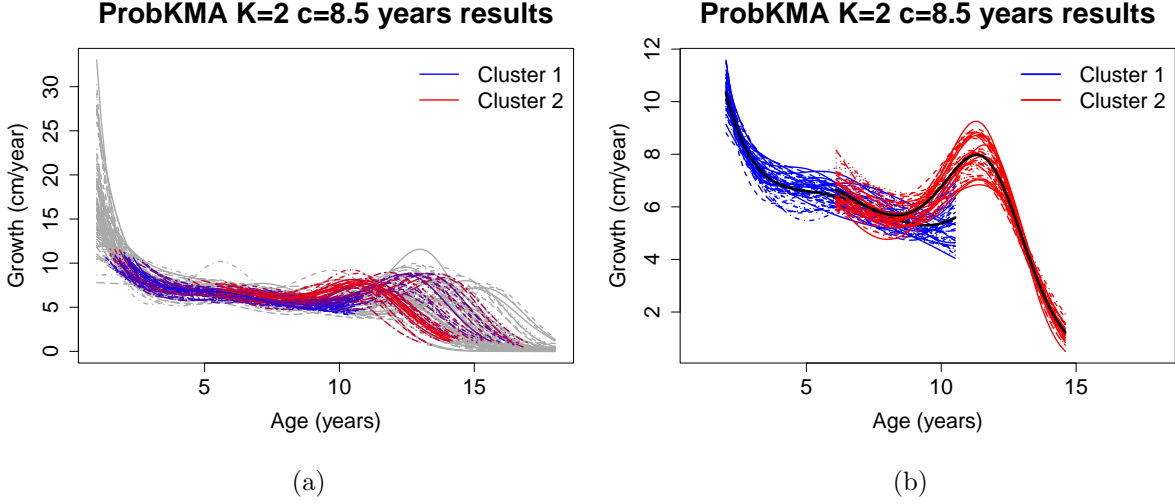 ProbKMA K=2 c=8.5 years results
Growth (cm/year)
0 5 10 15 20 25 30
Cluster 1
Cluster 2
5 10 15
Age (years)
(a)
ProbKMA K=2 c=8.5 years results
Growth (cm/year)
2 4 6 8 10 12
Cluster 1
Cluster 2
5 10 15
Age (years)
(b)